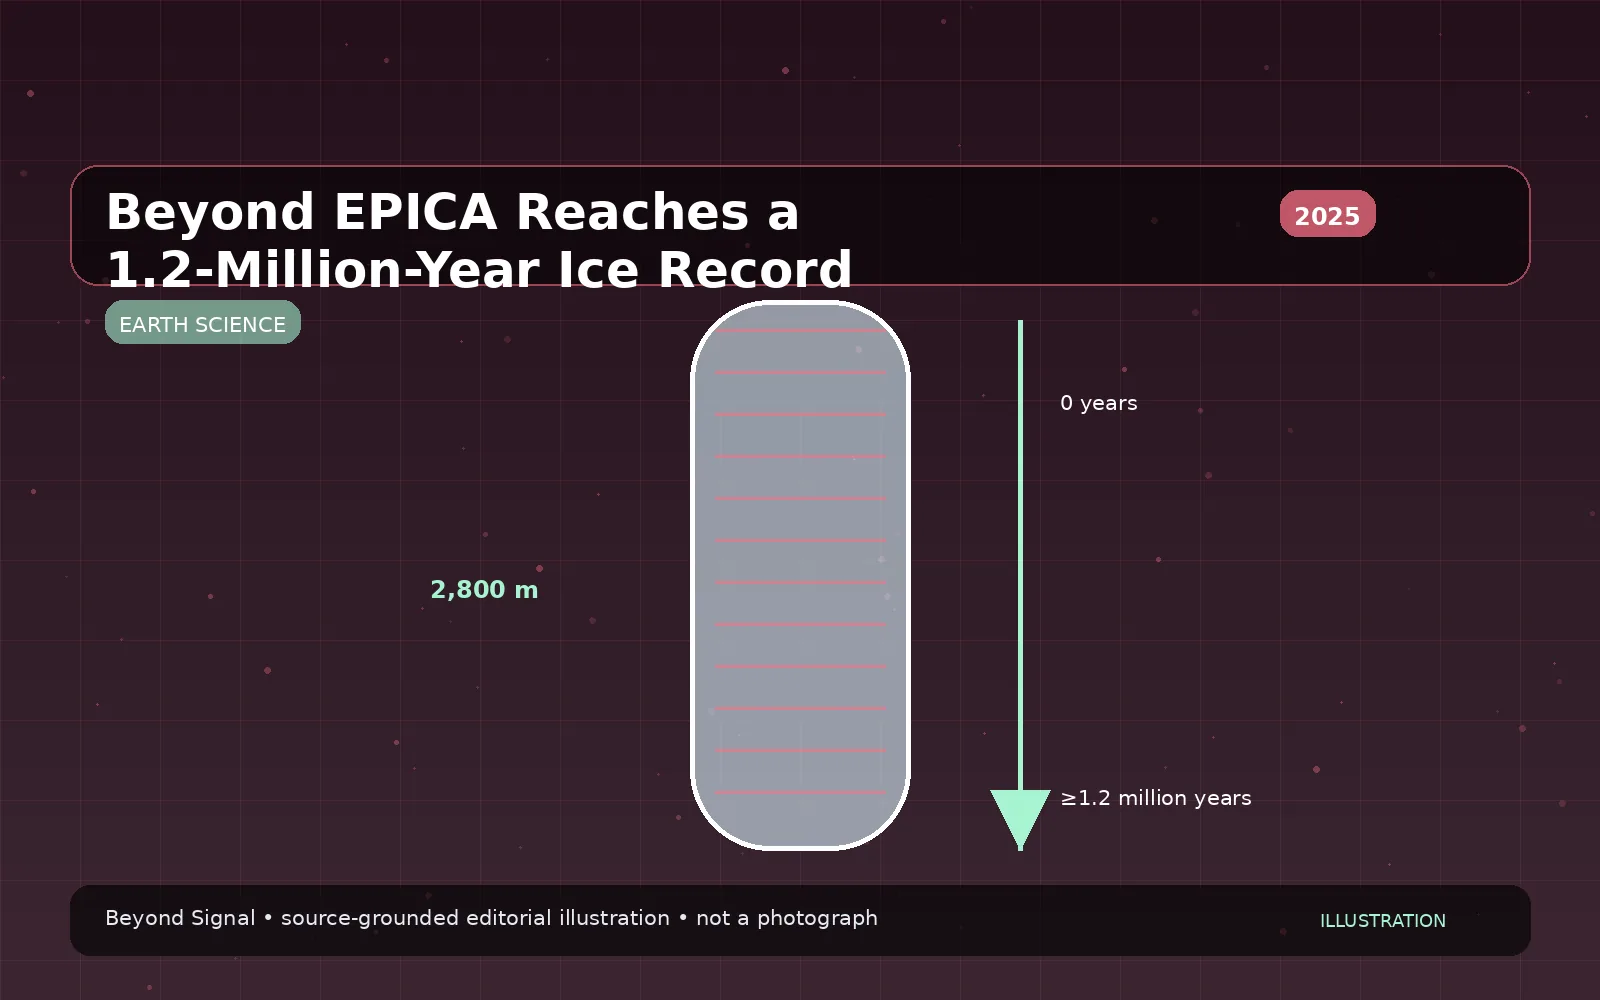 Beyond EPICA Reaches a
1.2-Million-Year Ice Record
2025
EARTH SCIENCE
0 years
2,800 m
≥1.2 million years
Beyond Signal • source-grounded editorial illustration • not a photograph
ILLUSTRATION